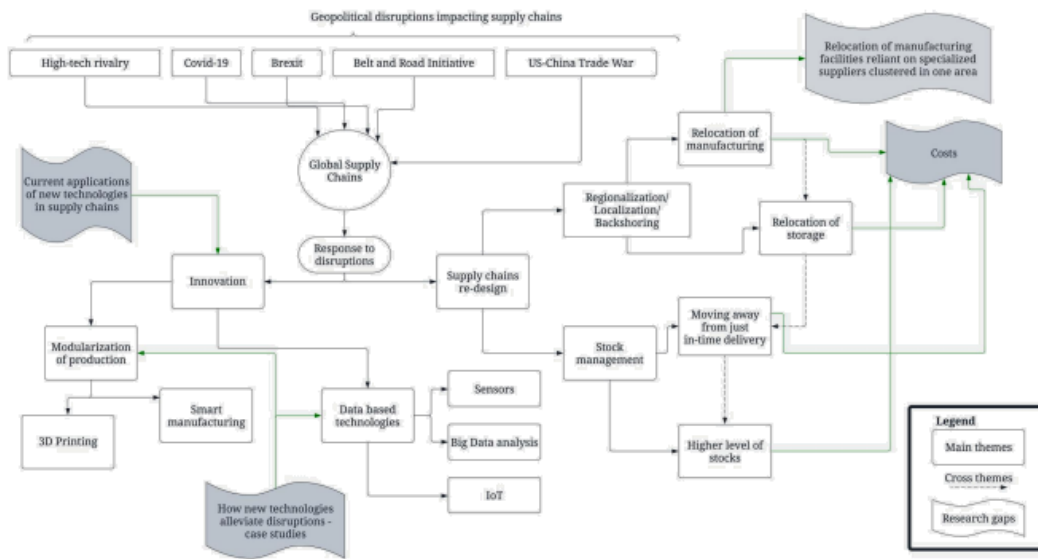 Geopolitical disruptions impacting supply chains
High-tech rivalry
Covid-19
Brexit
Belt and Road Initiative
US-China Trade War
Relocation of manufacturing
facilities reliant on specialized
suppliers clustered in one area
Global Supply
Chains
Relocation of
manufacturing
Costs
Current applications
of new technologies
in supply chains
Regionalization/
Localization/
Backshoring
Relocation of
storage
Response to
disruptions
Innovation
Supply chains
re-design
Moving away
from just
in-time delivery
Modularization
of production
Stock
management
Sensors
Smart
manufacturing
Data based
technologies
3D Printing
Big Data analysis
Higher level of
stocks
IoT
How new technologies
alleviate disruptions -
case studies
Legend
Main themes
Cross themes
Research gaps